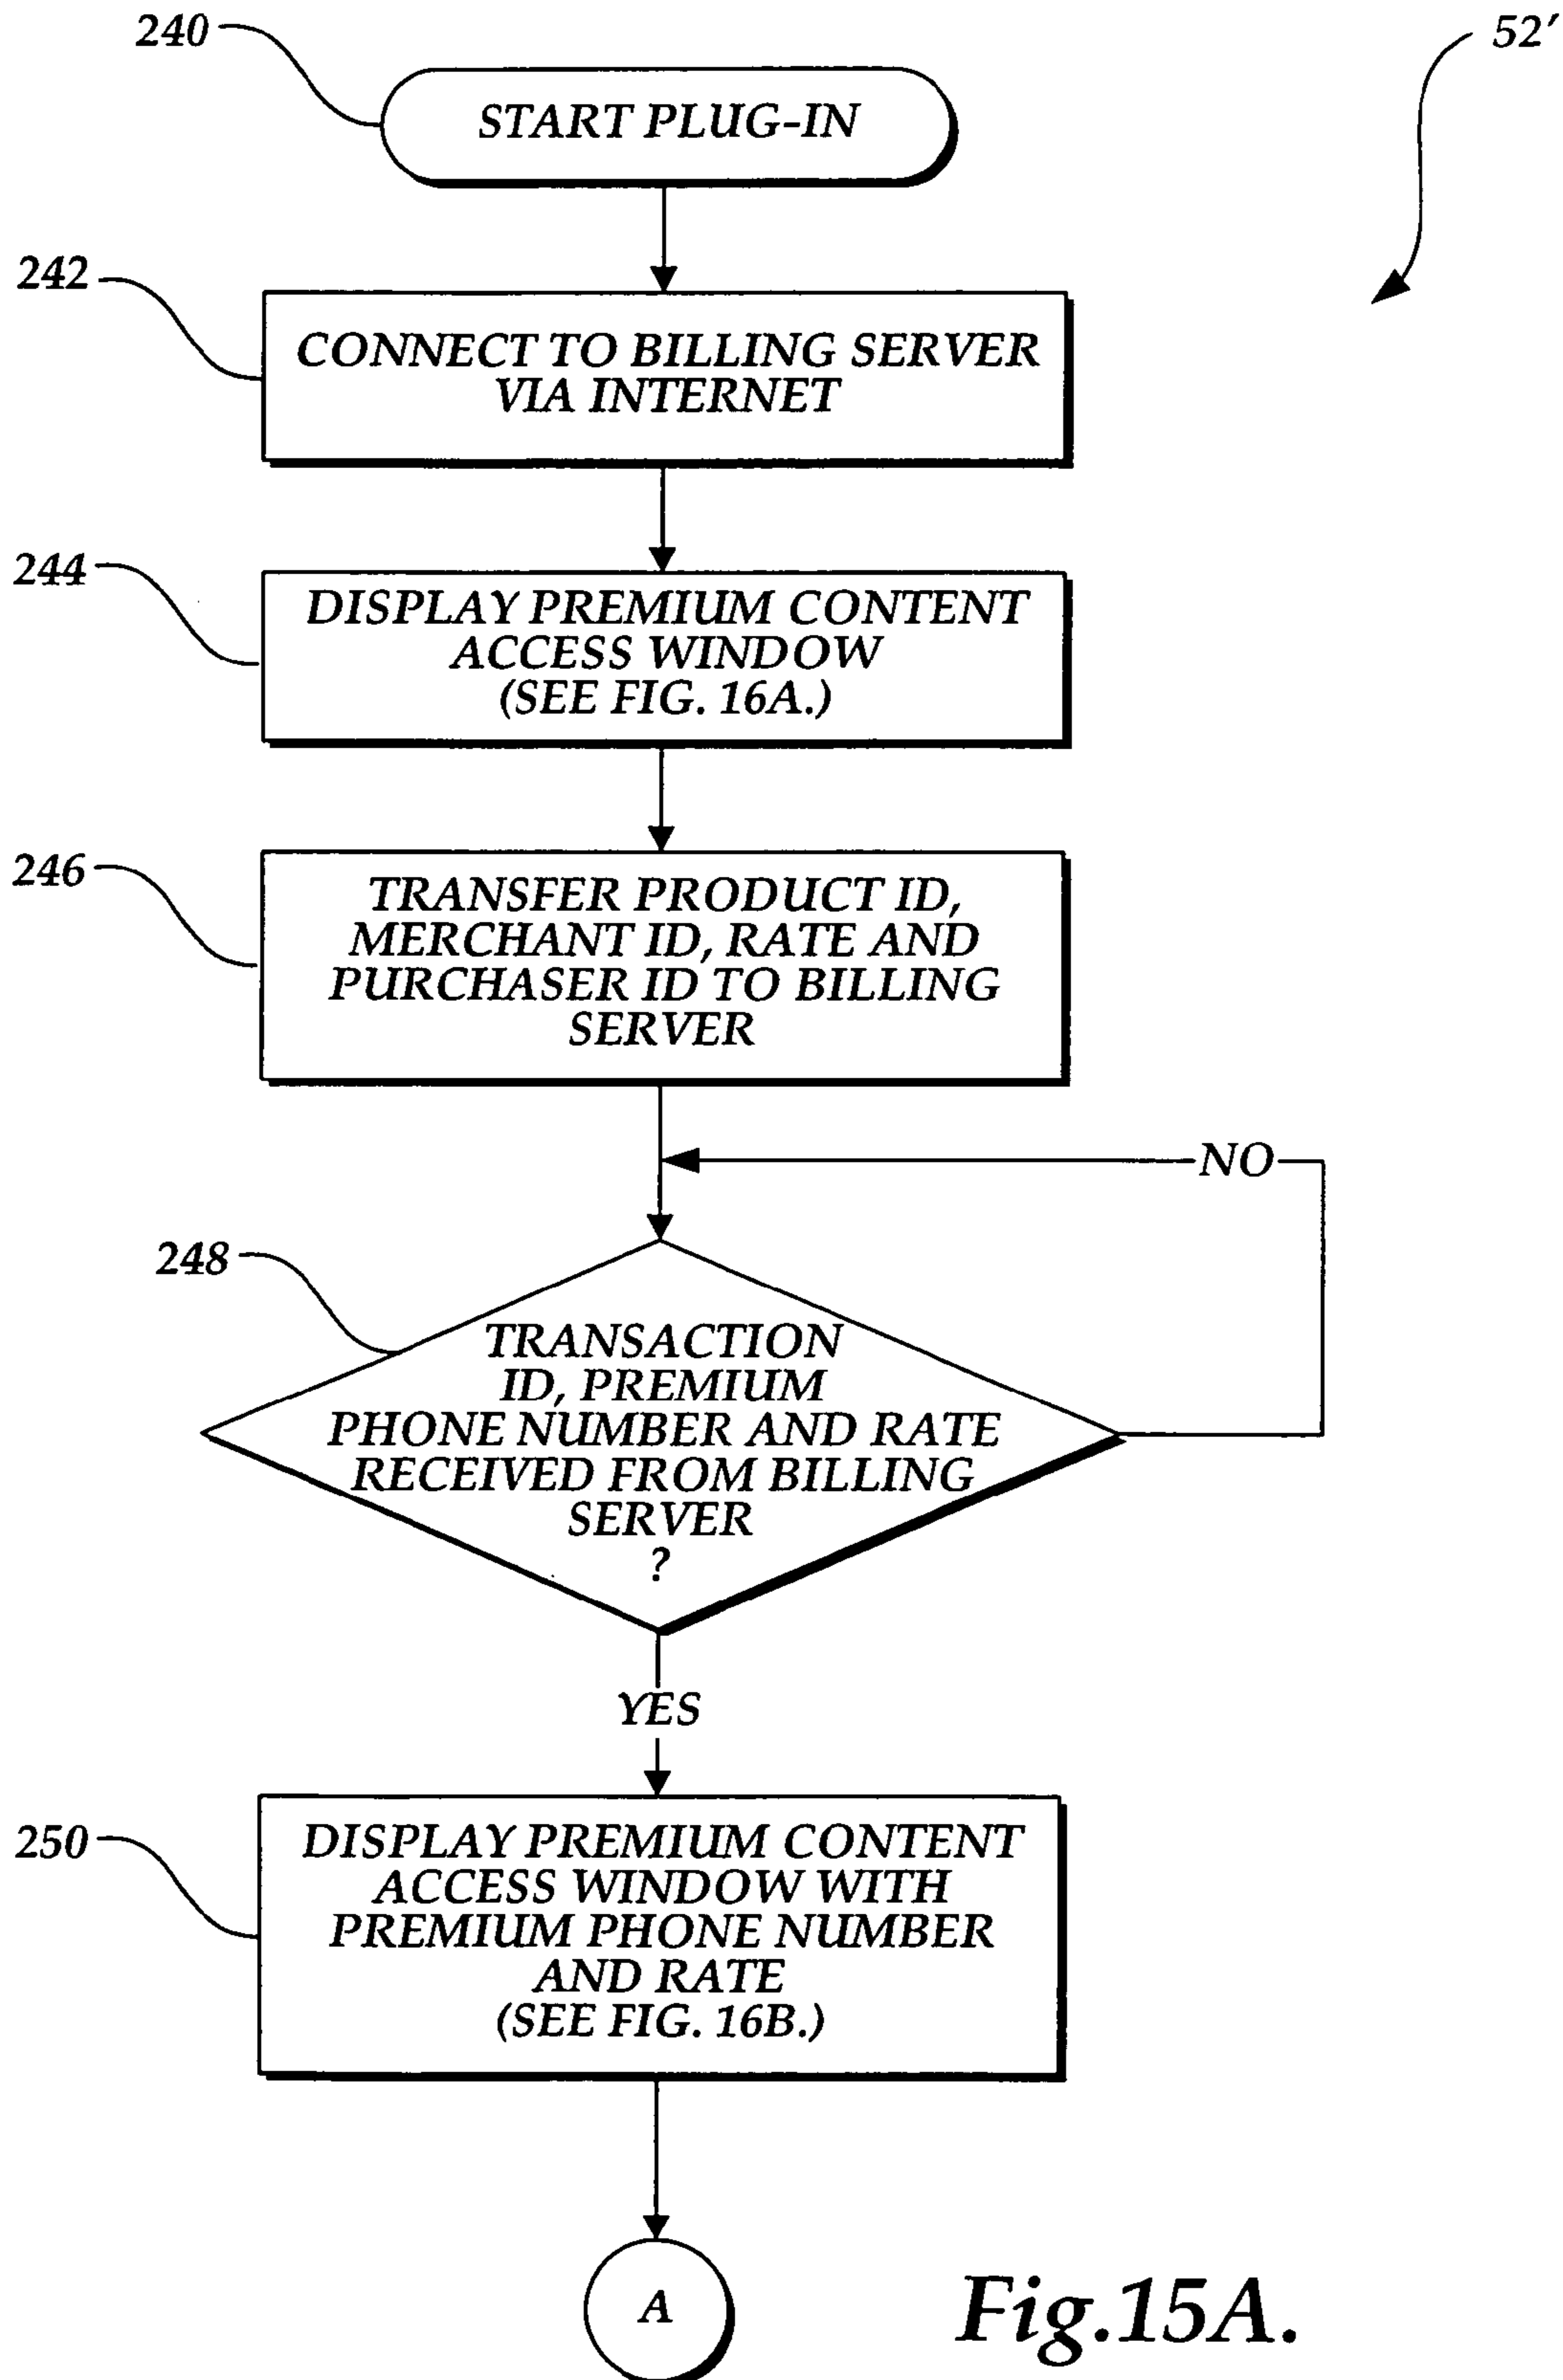 240
52'
START PLUG-IN
242
CONNECT TO BILLING SERVER
VIA INTERNET
244
DISPLAY PREMIUM CONTENT
ACCESS WINDOW
(SEE FIG. 16A.)
246
TRANSFER PRODUCT ID,
MERCHANT ID, RATE AND
PURCHASER ID TO BILLING
SERVER
NO
248
TRANSACTION
ID, PREMIUM
PHONE NUMBER AND RATE
RECEIVED FROM BILLING
SERVER
?
YES
250
DISPLAY PREMIUM CONTENT
ACCESS WINDOW WITH
PREMIUM PHONE NUMBER
AND RATE
(SEE FIG. 16B.)
A
Fig.15A.